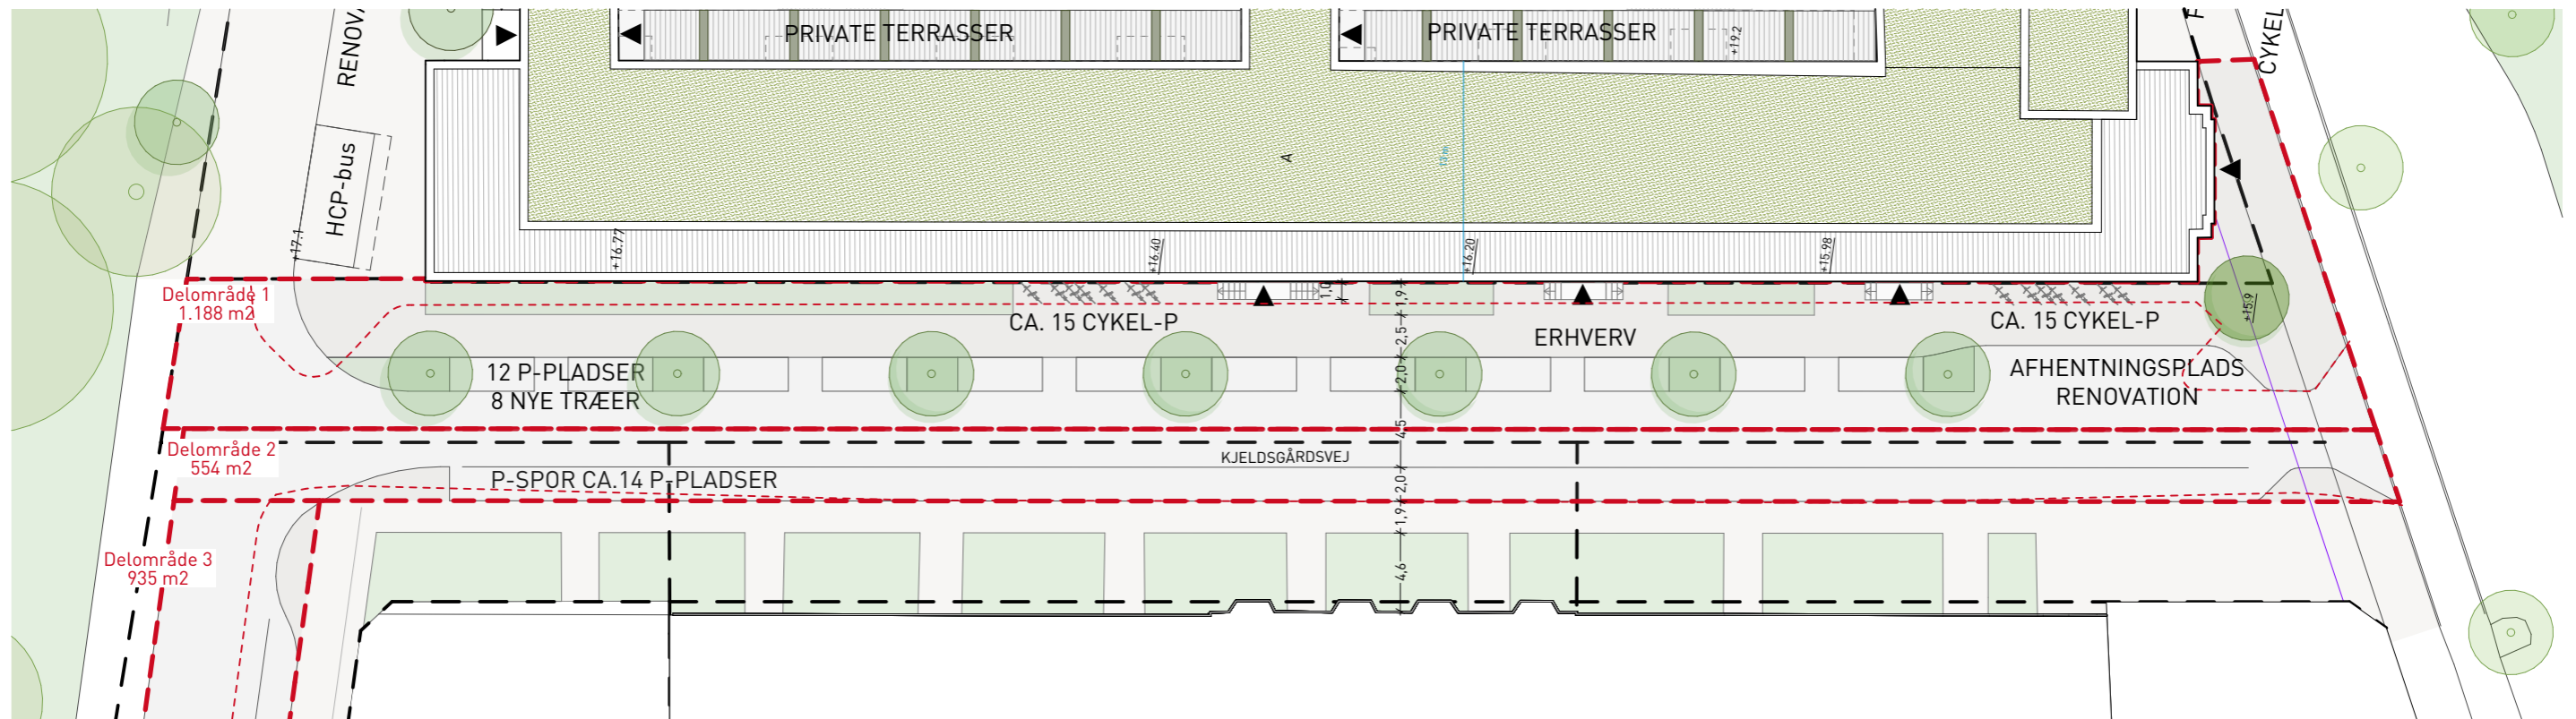 PRIVATE TERRASSER
PRIVATE TERRASSER
+19.2
CYKEL
HCP-bus
A
13 m
+17.1
+16.77
+16.40
+16.20
+15.98
+15.9
Delområde 1
1.188 m2
1,0
1,9
CA. 15 CYKEL-P
CA. 15 CYKEL-P
2,5
ERHVERV
12 P-PLADSER
8 NYE TRÆER
2,0
AFHENTNINGSPLADS
RENOVATION
4,5
Delområde 2
554 m2
KJELDSGÅRDSVEJ
P-SPOR CA.14 P-PLADSER
2,0
1,9
Delområde 3
935 m2
4,6